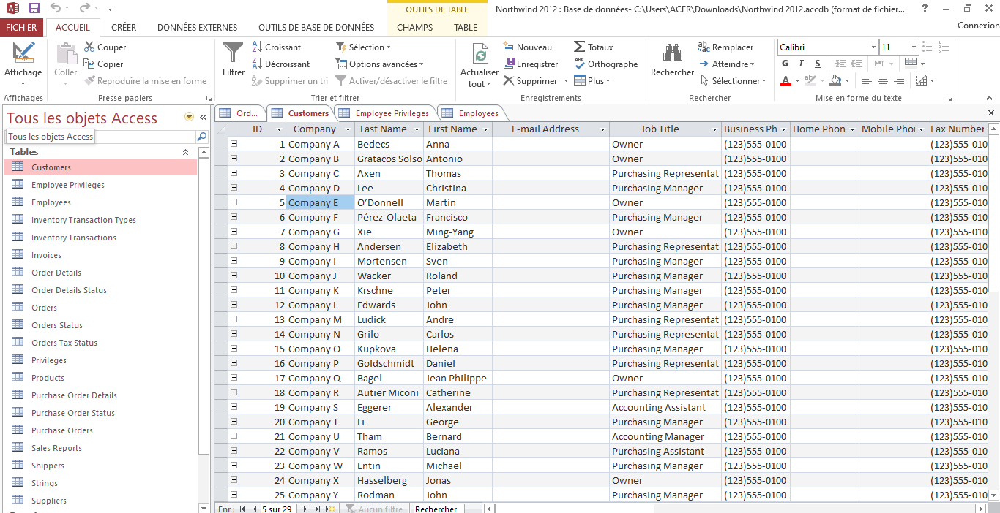 Northwind 2012 : Base de données- C:\Users\ACER\Downloads\Northwind 2012.accdb (format de fichier...
OUTILS DE TABLE
FICHIER ACCUEIL CRÉER DONNÉES EXTERNES OUTILS DE BASE DE DONNÉES CHAMPS TABLE Connexion
Affichage
Affichages
Coller
Couper
Copier
Reproduire la mise en forme
Presse-papiers
Filtrer
Croissant
Décroissant
Supprimer un tri
Sélection
Options avancées
Activer/désactiver le filtre
Trier et filtrer
Actualiser
tout
Nouveau
Enregistrer
Supprimer
Totaux
Orthographe
Plus
Enregistrements
Rechercher
Remplacer
Atteindre
Sélectionner
Rechercher
Calibri 11
G I S
Mise en forme du texte
Tous les objets Access
Tous les objets Access
Tables
Customers
Employee Privileges
Employees
Inventory Transaction Types
Inventory Transactions
Invoices
Order Details
Order Details Status
Orders
Orders Status
Orders Tax Status
Privileges
Products
Purchase Order Details
Purchase Order Status
Purchase Orders
Sales Reports
Shippers
Strings
Suppliers
Ord... Customers Employee Privileges Employees
ID Company Last Name First Name E-mail Address Job Title Business Ph Home Phon Mobile Phon Fax Number
1 Company A Bedecs Anna Owner (123)555-0100 (123)555-010
2 Company B Gratacos Solso Antonio Owner (123)555-0100 (123)555-010
3 Company C Axen Thomas Purchasing Representati (123)555-0100 (123)555-010
4 Company D Lee Christina Purchasing Manager (123)555-0100 (123)555-010
5 Company E O’Donnell Martin Owner (123)555-0100 (123)555-010
6 Company F Pérez-Olaeta Francisco Purchasing Manager (123)555-0100 (123)555-010
7 Company G Xie Ming-Yang Owner (123)555-0100 (123)555-010
8 Company H Andersen Elizabeth Purchasing Representati (123)555-0100 (123)555-010
9 Company I Mortensen Sven Purchasing Manager (123)555-0100 (123)555-010
10 Company J Wacker Roland Purchasing Manager (123)555-0100 (123)555-010
11 Company K Krschne Peter Purchasing Manager (123)555-0100 (123)555-010
12 Company L Edwards John Purchasing Manager (123)555-0100 (123)555-010
13 Company M Ludick Andre Purchasing Representati (123)555-0100 (123)555-010
14 Company N Grilo Carlos Purchasing Representati (123)555-0100 (123)555-010
15 Company O Kupkova Helena Purchasing Manager (123)555-0100 (123)555-010
16 Company P Goldschmidt Daniel Purchasing Representati (123)555-0100 (123)555-010
17 Company Q Bagel Jean Philippe Owner (123)555-0100 (123)555-010
18 Company R Autier Miconi Catherine Purchasing Representati (123)555-0100 (123)555-010
19 Company S Eggerer Alexander Accounting Assistant (123)555-0100 (123)555-010
20 Company T Li George Purchasing Manager (123)555-0100 (123)555-010
21 Company U Tham Bernard Accounting Manager (123)555-0100 (123)555-010
22 Company V Ramos Luciana Purchasing Assistant (123)555-0100 (123)555-010
23 Company W Entin Michael Purchasing Manager (123)555-0100 (123)555-010
24 Company X Hasselberg Jonas Owner (123)555-0100 (123)555-010
25 Company Y Rodman John Purchasing Manager (123)555-0100 (123)555-010
Enr : 5 sur 29 Aucun filtre Rechercher